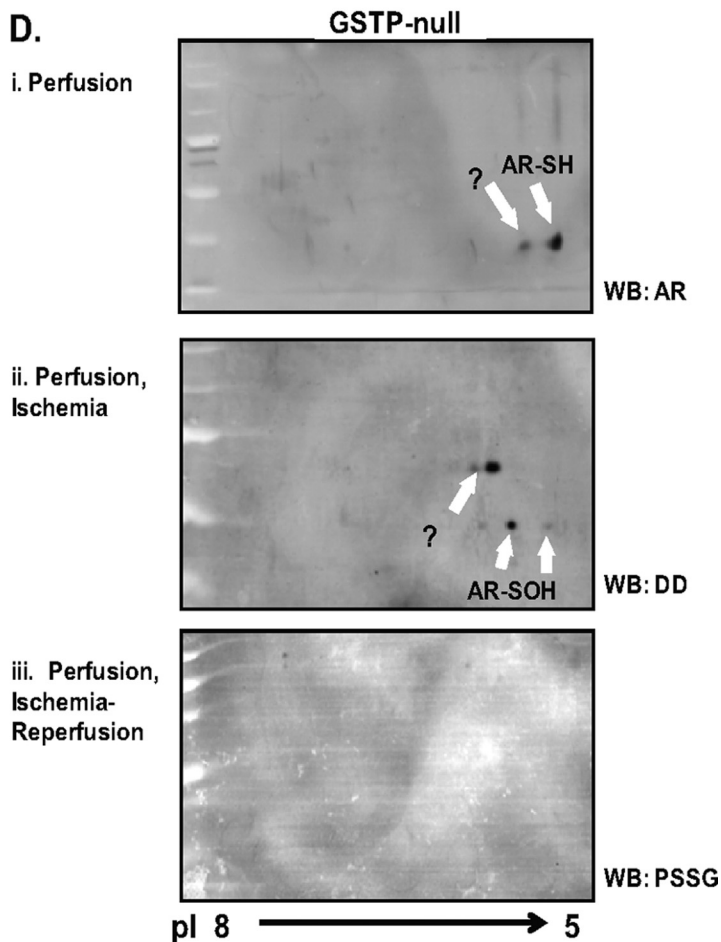 D.
GSTP-null
i. Perfusion
?
AR-SH
WB: AR
ii. Perfusion,
Ischemia
?
AR-SOH
WB: DD
iii. Perfusion,
Ischemia-
Reperfusion
WB: PSSG
pI 8 5